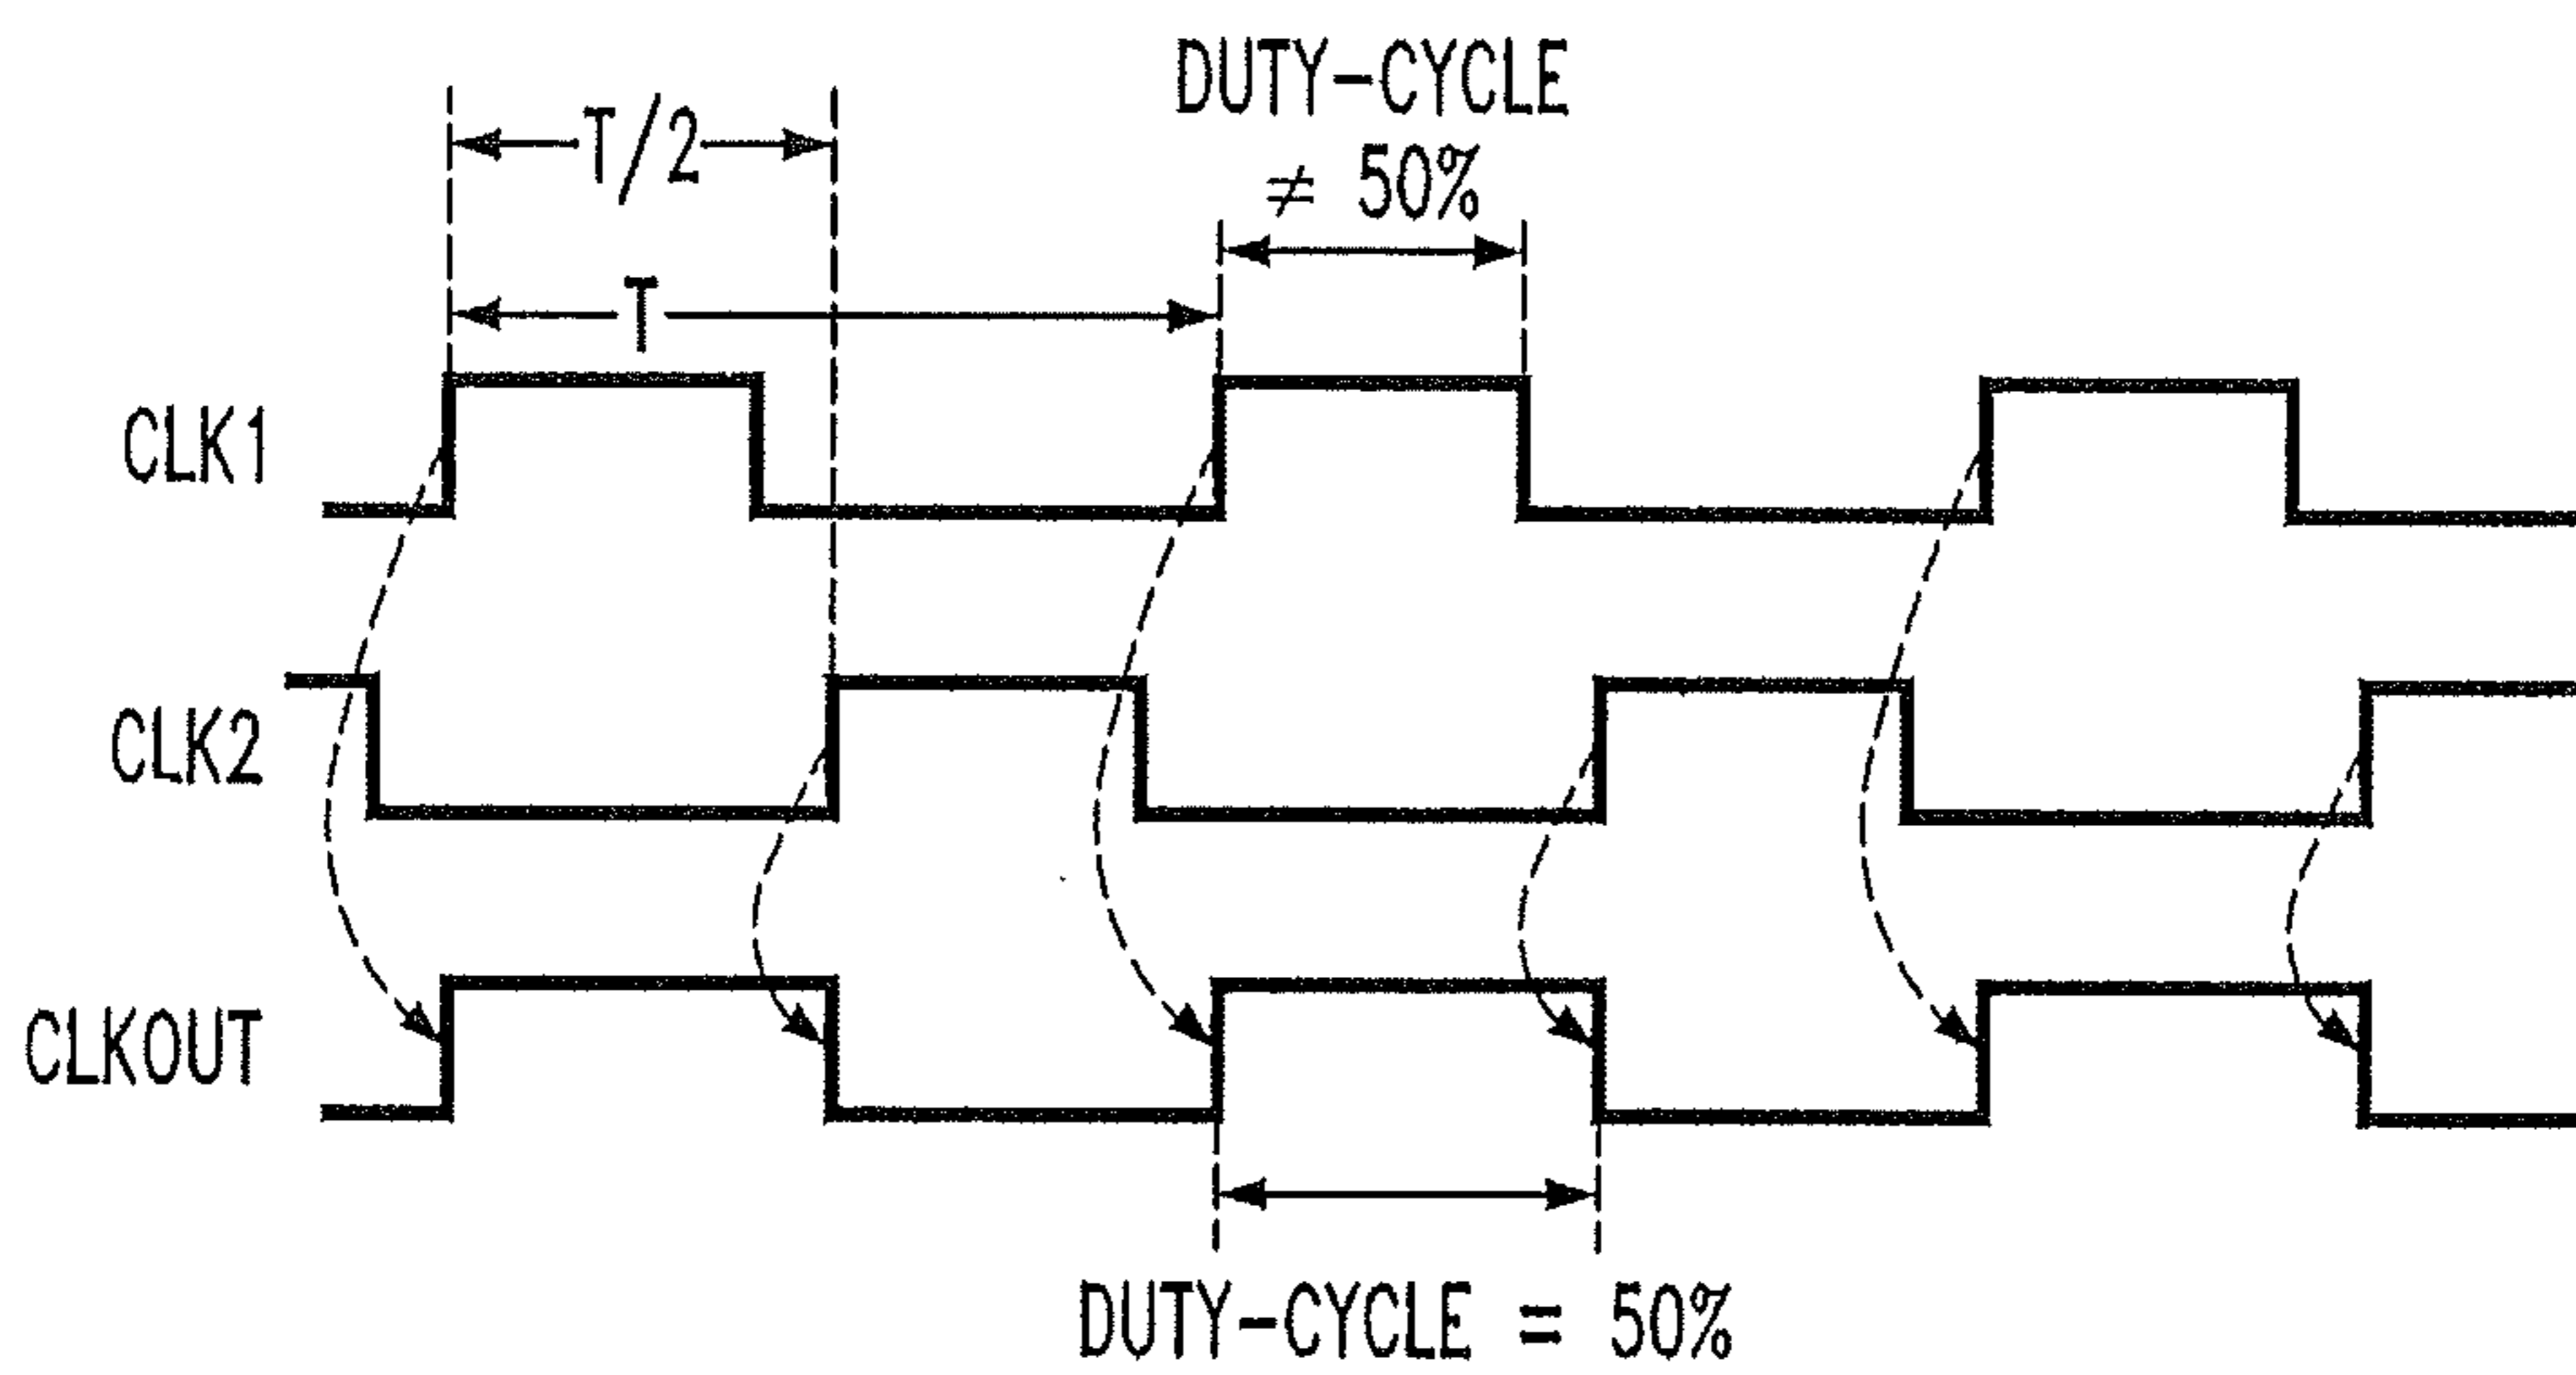 DUTY-CYCLE
≠ 50%
T/2
T
CLK1
CLK2
CLKOUT
DUTY-CYCLE = 50%